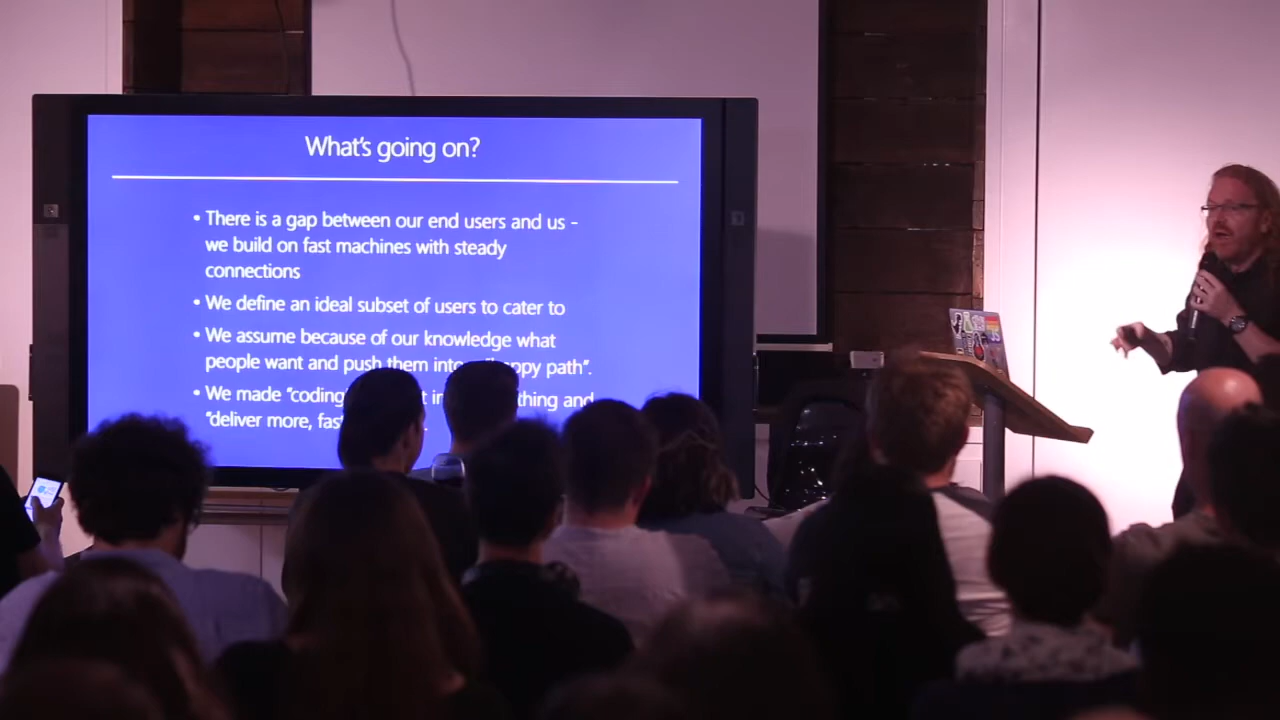 What's going on?
• There is a gap between our end users and us -
we build on fast machines with steady
connections
• We define an ideal subset of users to cater to
• We assume because of our knowledge what
people want and push them into
• We made "coding thing and
"deliver more,